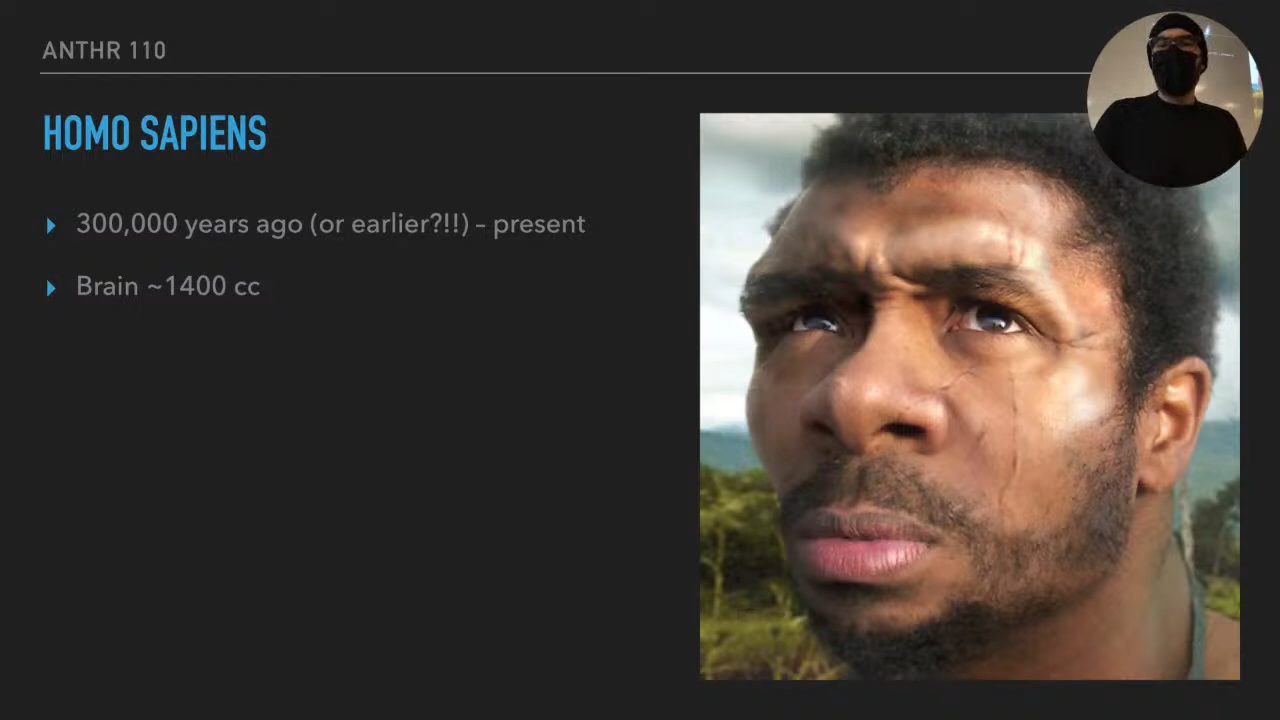 ANTHR 110
HOMO SAPIENS
300,000 years ago (or earlier?!!) – present
Brain ~1400 cc